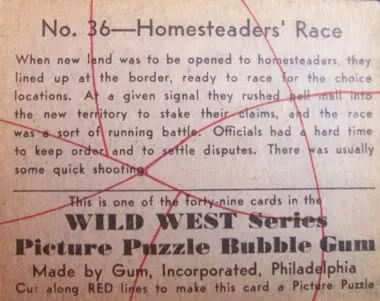 No. 36—Homesteaders' Race
When new land was to be opened to homesteaders, they
lined up at the border, ready to race for the choice
locations. At a given signal they rushed pell mell into
the new territory to stake their claims, and the race
was a sort of running battle. Officials had a hard time
to keep order and to settle disputes. There was usually
some quick shooting.
This is one of the forty-nine cards in the
WILD WEST Series
Picture Puzzle Bubble Gum
Made by Gum, Incorporated, Philadelphia
Cut along RED lines to make this card a Picture Puzzle